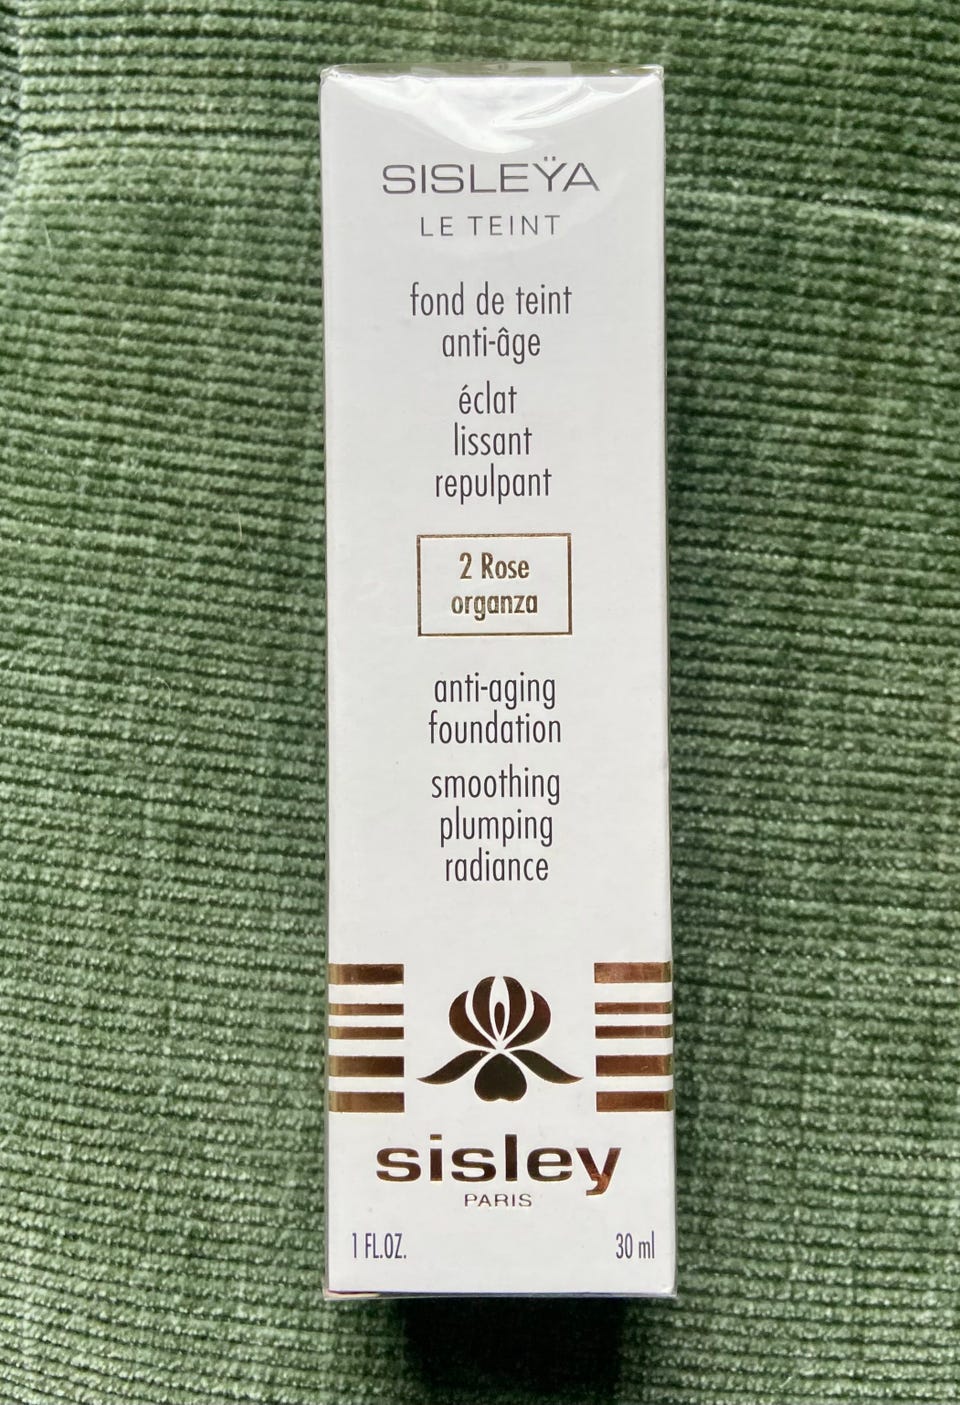 SISLEŸA
LE TEINT
fond de teint
anti-âge
éclat
lissant
repulpant
2 Rose
organza
anti-aging
foundation
smoothing
plumping
radiance
sisley
PARIS
1 FL.OZ. 30 ml